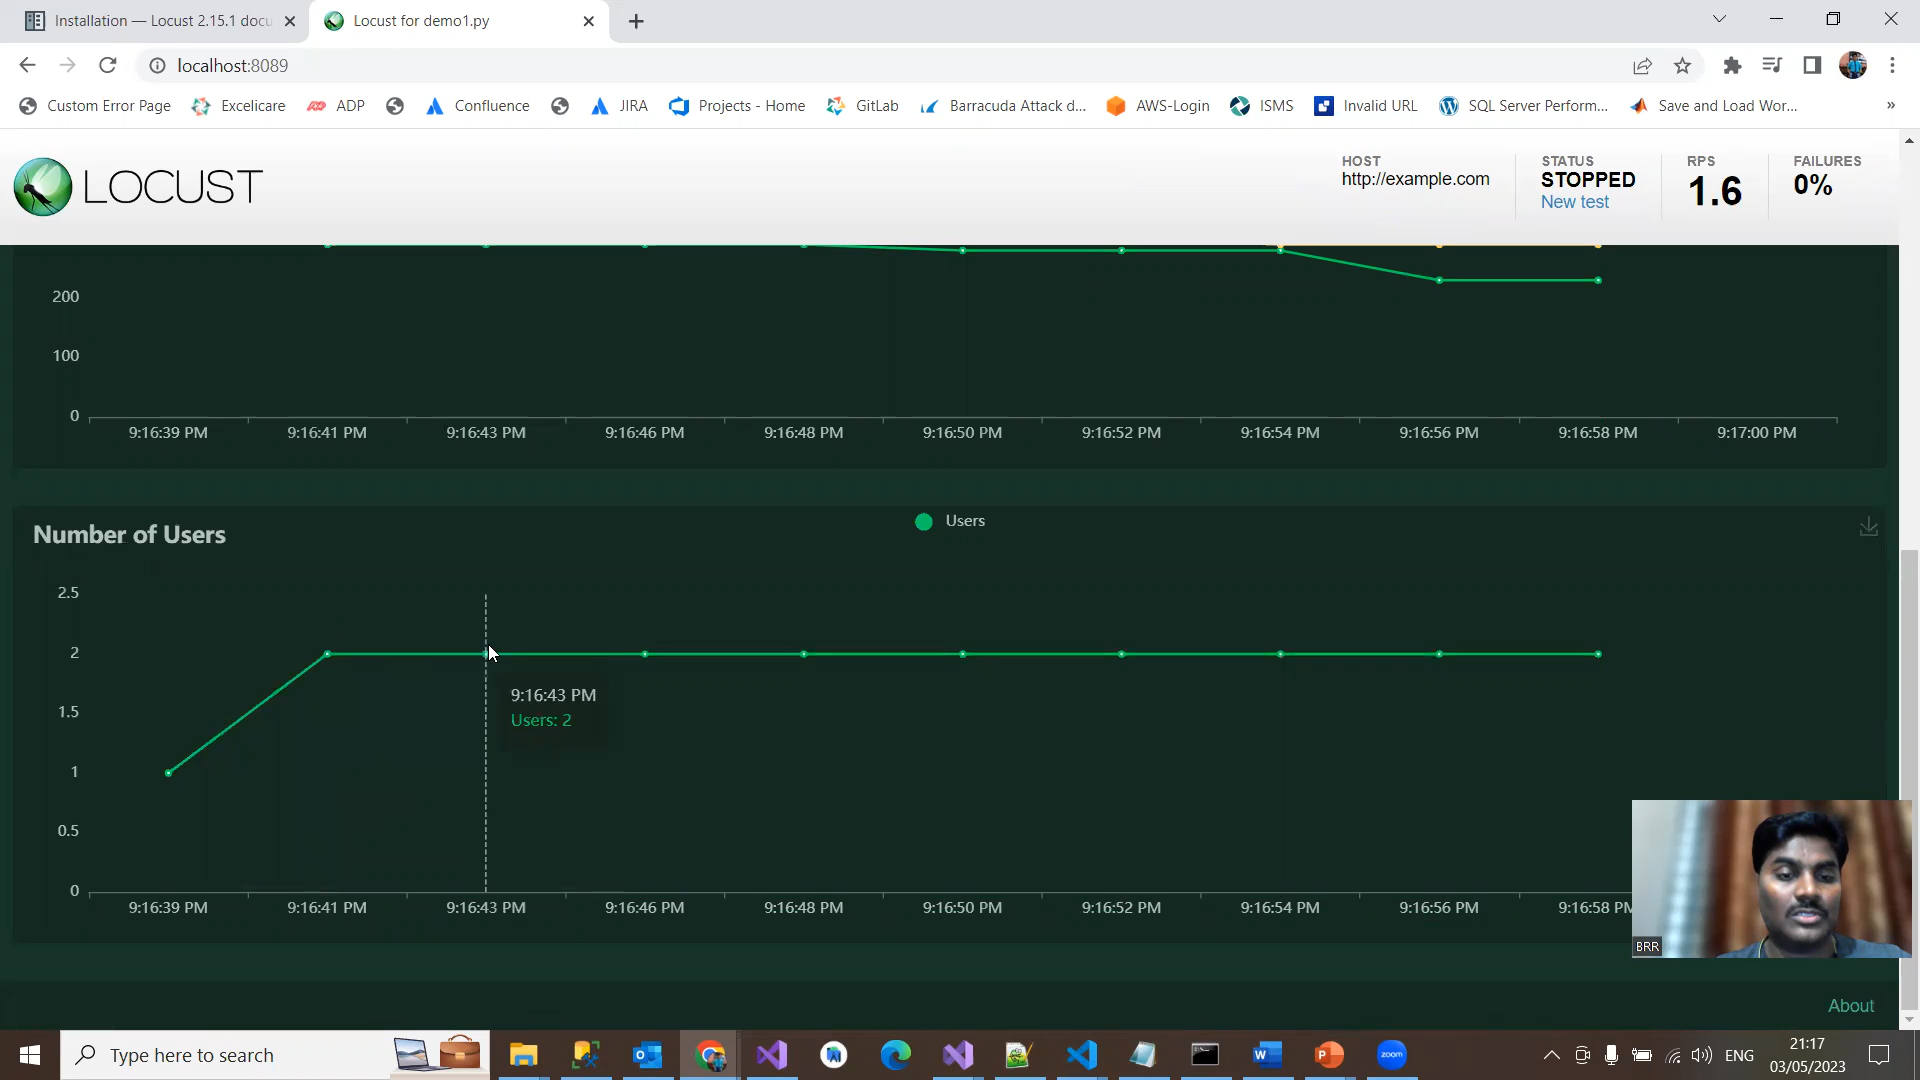 Installation — Locust 2.15.1 docu
Locust for demo1.py
localhost:8089
Custom Error Page
Excelicare
ADP
Confluence
JIRA
Projects - Home
GitLab
Barracuda Attack d...
AWS-Login
ISMS
Invalid URL
SQL Server Perform...
Save and Load Wor...
»
LOCUST
HOST
http://example.com
STATUS
STOPPED
New test
RPS
1.6
FAILURES
0%
200
100
0
9:16:39 PM 9:16:41 PM 9:16:43 PM 9:16:46 PM 9:16:48 PM 9:16:50 PM 9:16:52 PM 9:16:54 PM 9:16:56 PM 9:16:58 PM 9:17:00 PM
Number of Users
Users
2.5
2
1.5
1
0.5
0
9:16:43 PM
Users: 2
9:16:39 PM 9:16:41 PM 9:16:43 PM 9:16:46 PM 9:16:48 PM 9:16:50 PM 9:16:52 PM 9:16:54 PM 9:16:56 PM 9:16:58 PM
BRR
About
Type here to search
zoom
ENG
21:17
03/05/2023